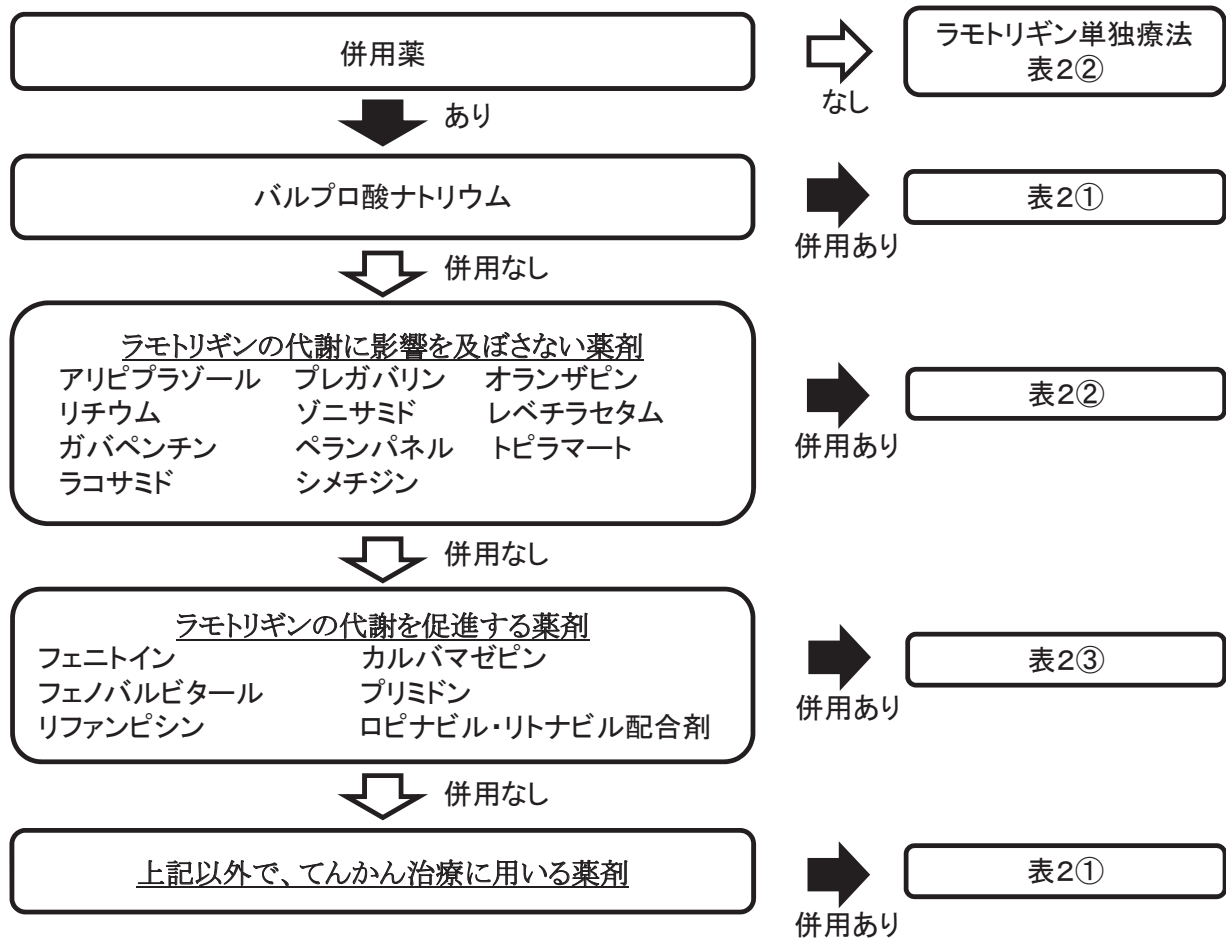 併用薬
なし
ラモトリギン単独療法
表2②
あり
バルプロ酸ナトリウム
併用あり
表2①
併用なし
ラモトリギンの代謝に影響を及ぼさない薬剤
アリピプラゾール　プレガバリン　オランザピン
リチウム　ゾニサミド　レベチラセタム
ガバペンチン　ペランパネル　トピラマート
ラコサミド　シメチジン
併用あり
表2②
併用なし
ラモトリギンの代謝を促進する薬剤
フェニトイン　カルバマゼピン
フェノバルビタール　プリミドン
リファンピシン　ロピナビル・リトナビル配合剤
併用あり
表2③
併用なし
上記以外で、てんかん治療に用いる薬剤
併用あり
表2①